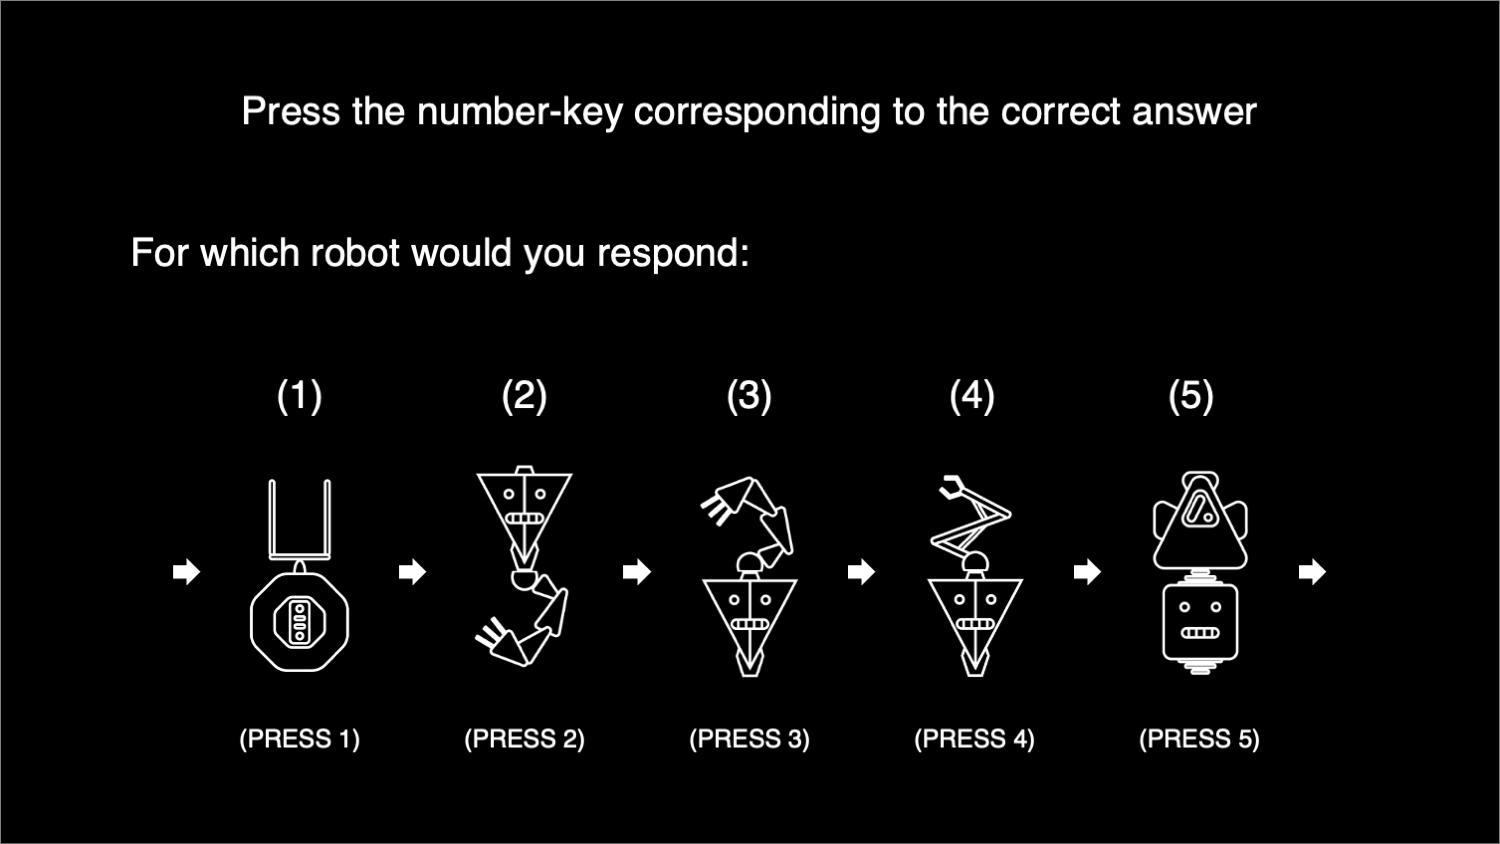 Press the number-key corresponding to the correct answer
For which robot would you respond:
(1) (2) (3) (4) (5)
(PRESS 1) (PRESS 2) (PRESS 3) (PRESS 4) (PRESS 5)